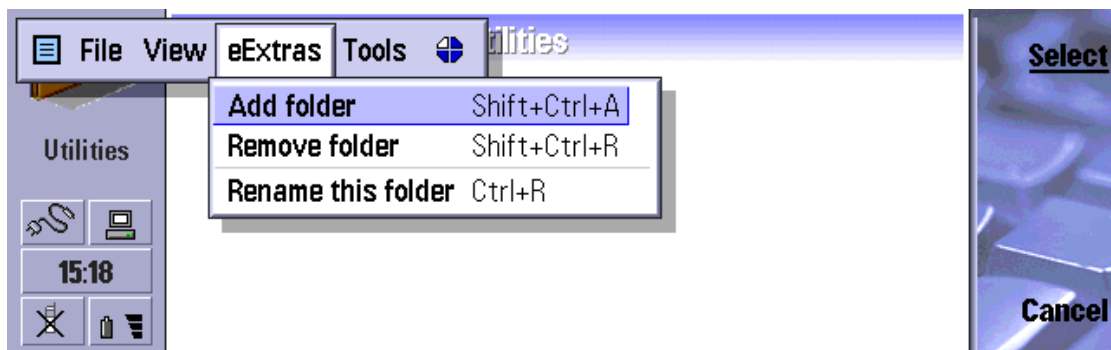 File View eExtras Tools
Select
Add folder Shift+Ctrl+A
Remove folder Shift+Ctrl+R
Rename this folder Ctrl+R
Utilities
15:18
Cancel